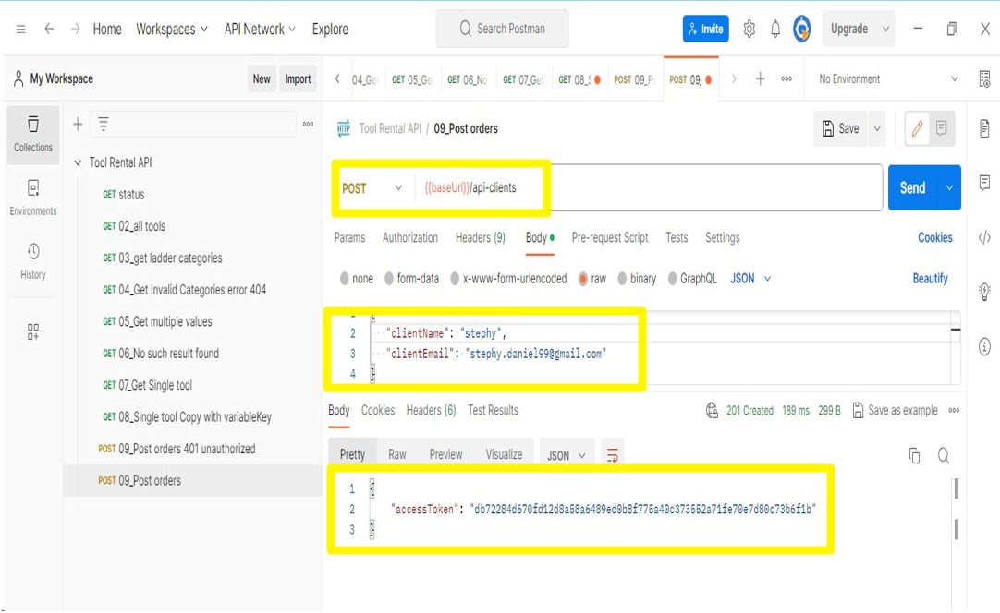 Home Workspaces API Network Explore Search Postman Invite Upgrade
My Workspace New Import 04_Ge GET 05_Ge GET 06_No GET 07_Get GET 08_S POST 09_P POST 09_ No Environment
Collections
Environments
History
Tool Rental API
GET status
GET 02_all tools
GET 03_get ladder categories
GET 04_Get Invalid Categories error 404
GET 05_Get multiple values
GET 06_No such result found
GET 07_Get Single tool
GET 08_Single tool Copy with variableKey
POST 09_Post orders 401 unauthorized
POST 09_Post orders
HTTP Tool Rental API / 09_Post orders Save
POST {{baseUrl}}/api-clients Send
Params Authorization Headers (9) Body Pre-request Script Tests Settings Cookies
none form-data x-www-form-urlencoded raw binary GraphQL JSON Beautify
2 "clientName": "stephy",
3 "clientEmail": "stephy.daniel99@gmail.com"
4 }
Body Cookies Headers (6) Test Results 201 Created 189 ms 299 B Save as example
Pretty Raw Preview Visualize JSON
1 {
2 "accessToken": "db72284d670fd12d8a58a6489ed0b8f775a40c373552a71fe70e7d80c73b6f1b"
3 }